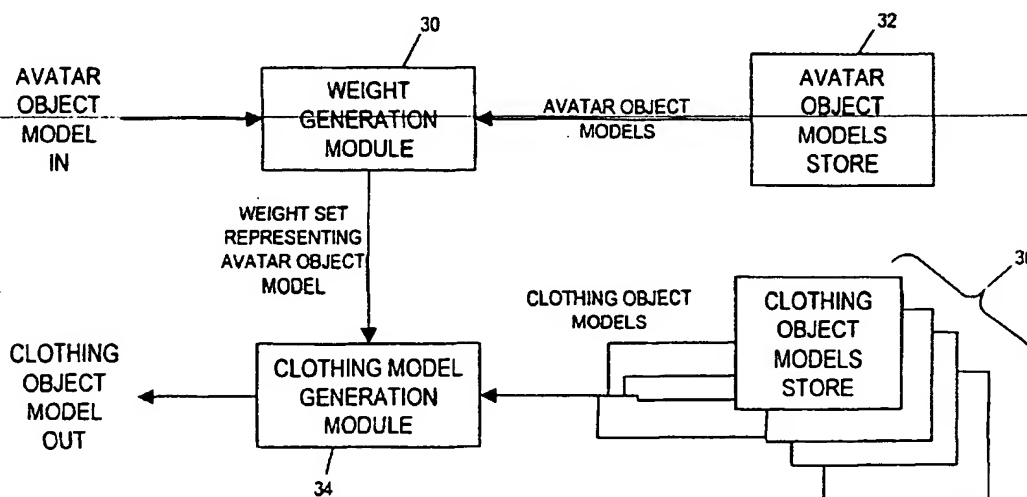 30
32
AVATAR
OBJECT
MODEL
IN
WEIGHT
GENERATION
MODULE
AVATAR OBJECT
MODELS
AVATAR
OBJECT
MODELS
STORE
WEIGHT SET
REPRESENTING
AVATAR OBJECT
MODEL
CLOTHING OBJECT
MODELS
CLOTHING
OBJECT
MODELS
STORE
CLOTHING
OBJECT
MODEL
OUT
CLOTHING MODEL
GENERATION
MODULE
34